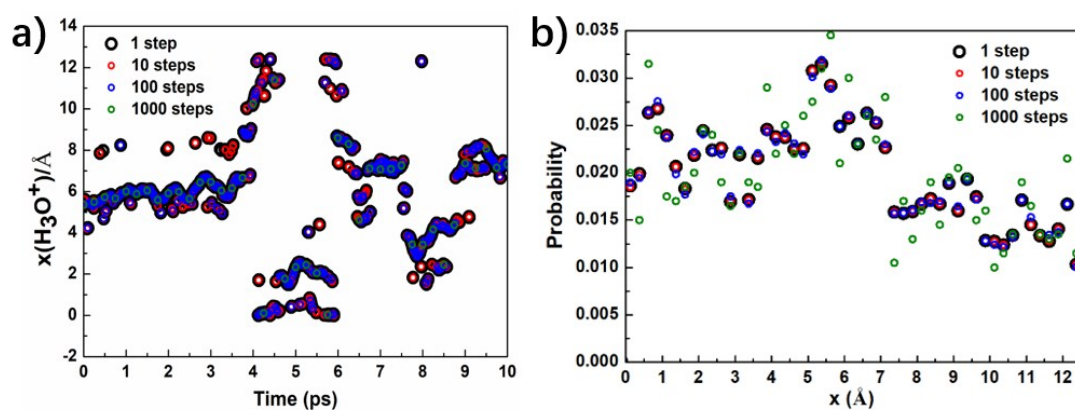 a)
x(H₃O⁺)/Å
14
12
10
8
6
4
2
0
-2
1 step
10 steps
100 steps
1000 steps
0 1 2 3 4 5 6 7 8 9 10
Time (ps)
b)
Probability
0.035
0.030
0.025
0.020
0.015
0.010
0.005
0.000
1 step
10 steps
100 steps
1000 steps
0 1 2 3 4 5 6 7 8 9 10 11 12
x (Å)